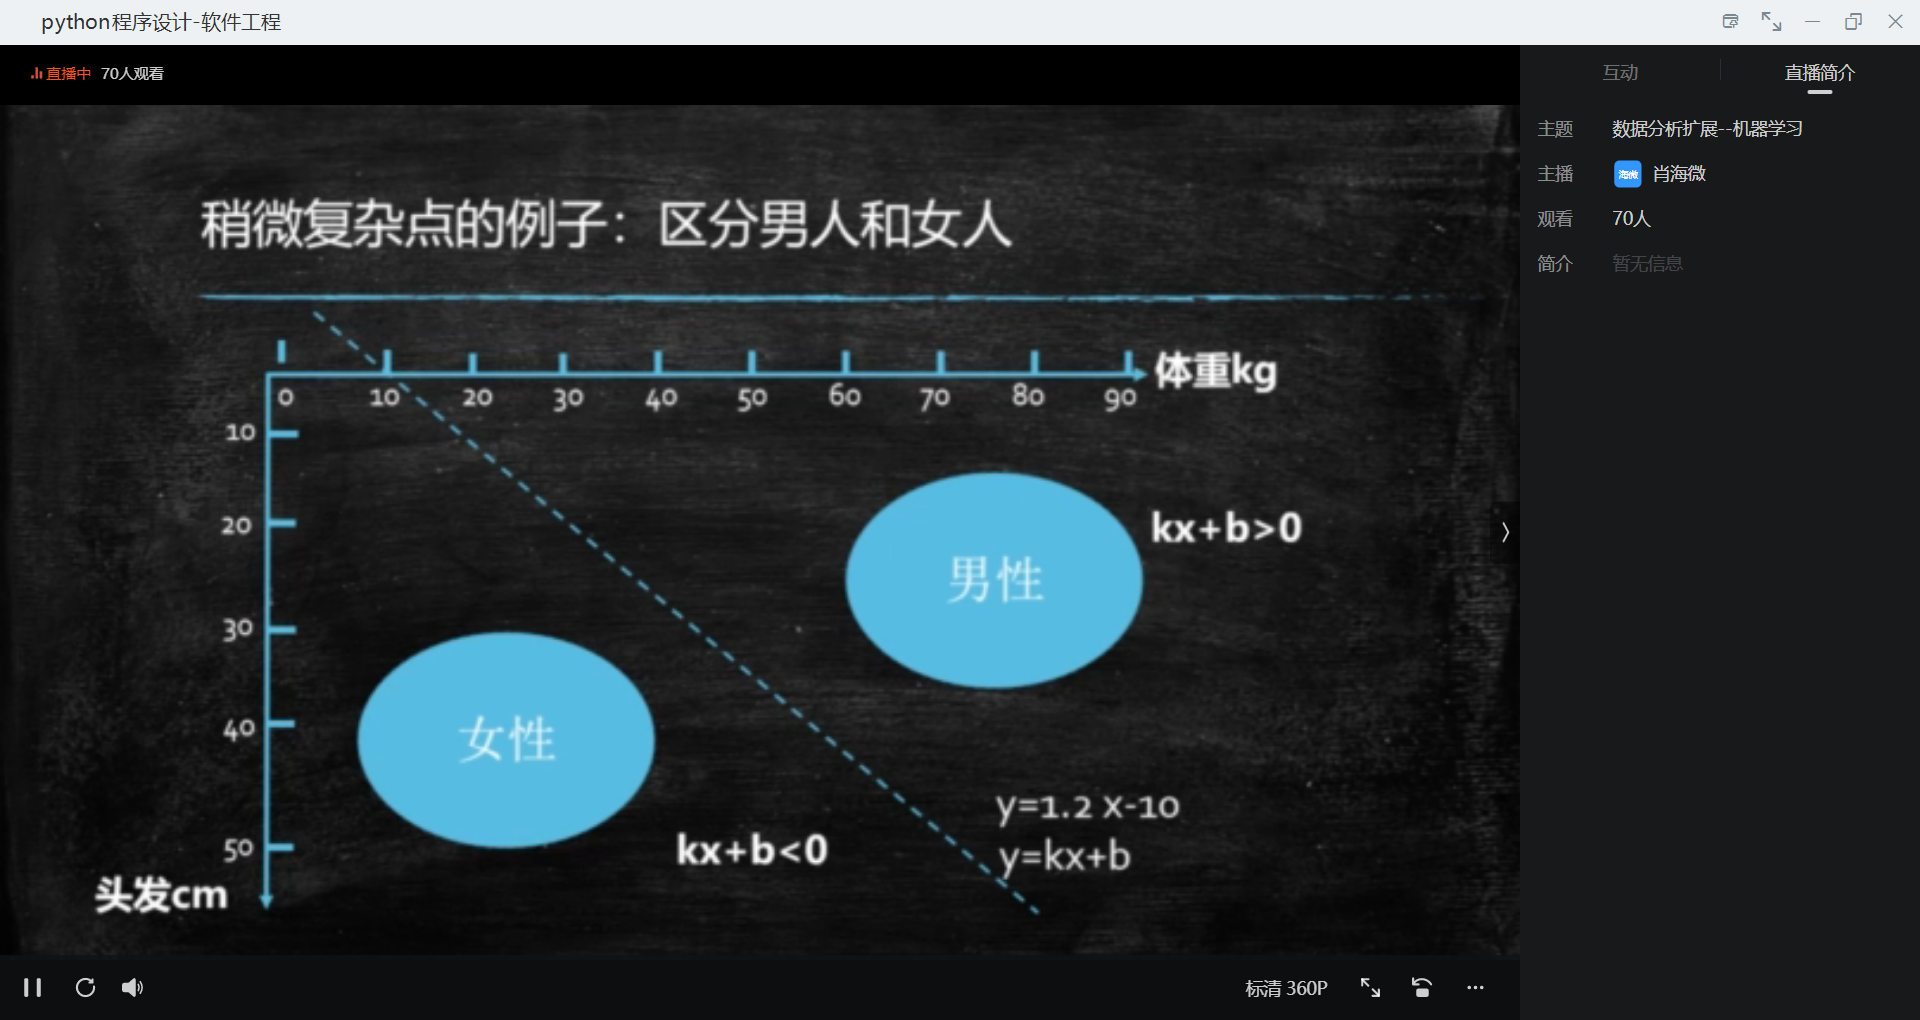 python程序设计-软件工程
直播中 70人观看
互动 直播简介
主题 数据分析扩展--机器学习
主播 海微 肖海微
观看 70人
简介 暂无信息
稍微复杂点的例子：区分男人和女人
体重kg
0 10 20 30 40 50 60 70 80 90
10
20
30
40
50
头发cm
kx+b>0
男性
女性
kx+b<0
y=1.2 x-10
y=kx+b
标清 360P